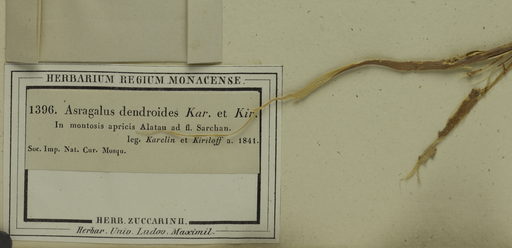 HERBARIUM REGIUM MONACENSE.
1396. Asragalus dendroides Kar. et Kir.
In montosis apricis Alatau ad fl. Sarchan.
leg. Karelin et Kiriloff a. 1841.
Soc. Imp. Nat. Cur. Mosqu.
HERB. ZUCCARINII.
Herbar. Univ. Ludov. Maximil.